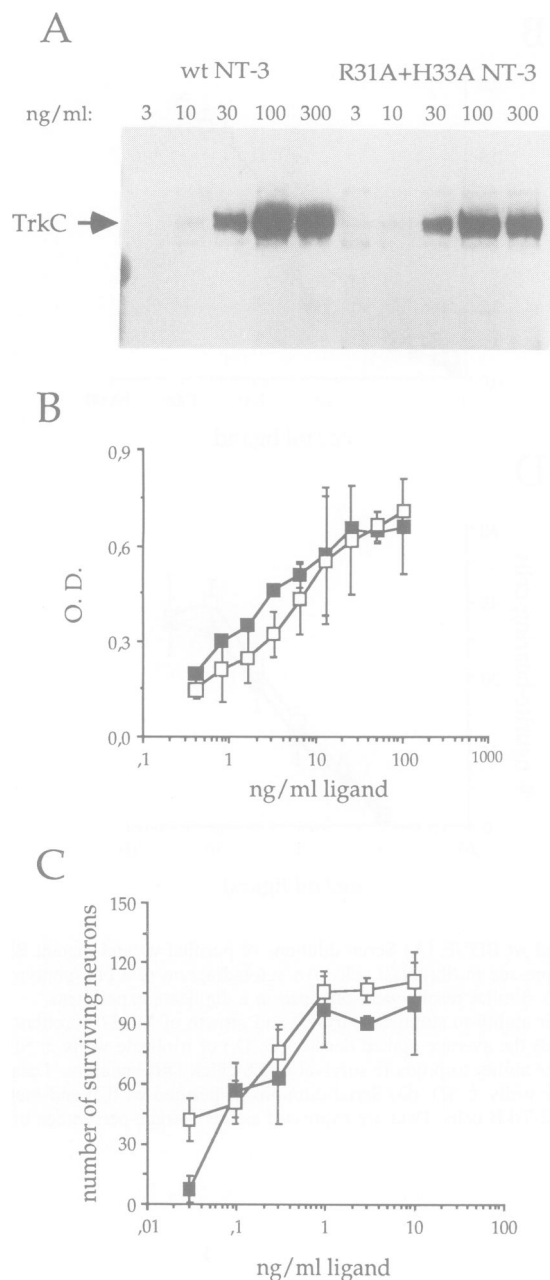 A
wt NT-3 R31A+H33A NT-3
ng/ml: 3 10 30 100 300 3 10 30 100 300
TrkC
B
0,9
0,6
0,3
0,0
O. D.
,1 1 10 100 1000
ng/ml ligand
C
150
120
90
60
30
0
number of surviving neurons
,01 ,1 1 10 100
ng/ml ligand